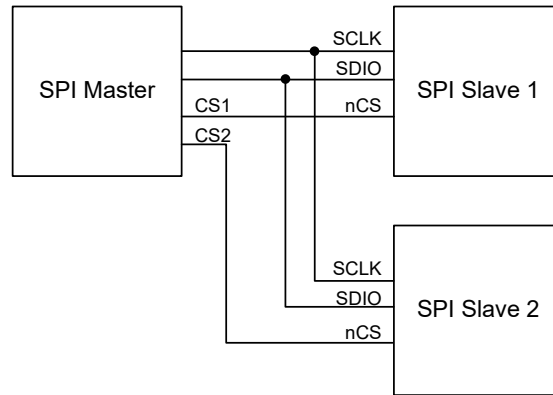 SCLK
SDIO
SPI Master
SPI Slave 1
CS1
nCS
CS2
SCLK
SDIO
SPI Slave 2
nCS